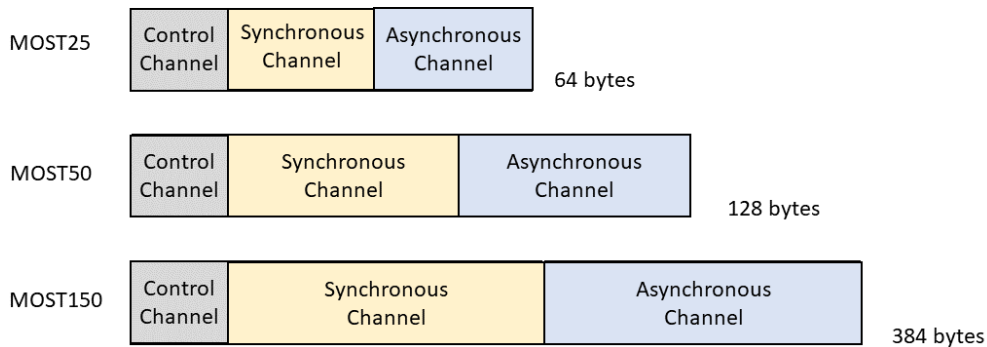 MOST25
Control
Channel
Synchronous
Channel
Asynchronous
Channel
64 bytes
MOST50
Control
Channel
Synchronous
Channel
Asynchronous
Channel
128 bytes
MOST150
Control
Channel
Synchronous
Channel
Asynchronous
Channel
384 bytes